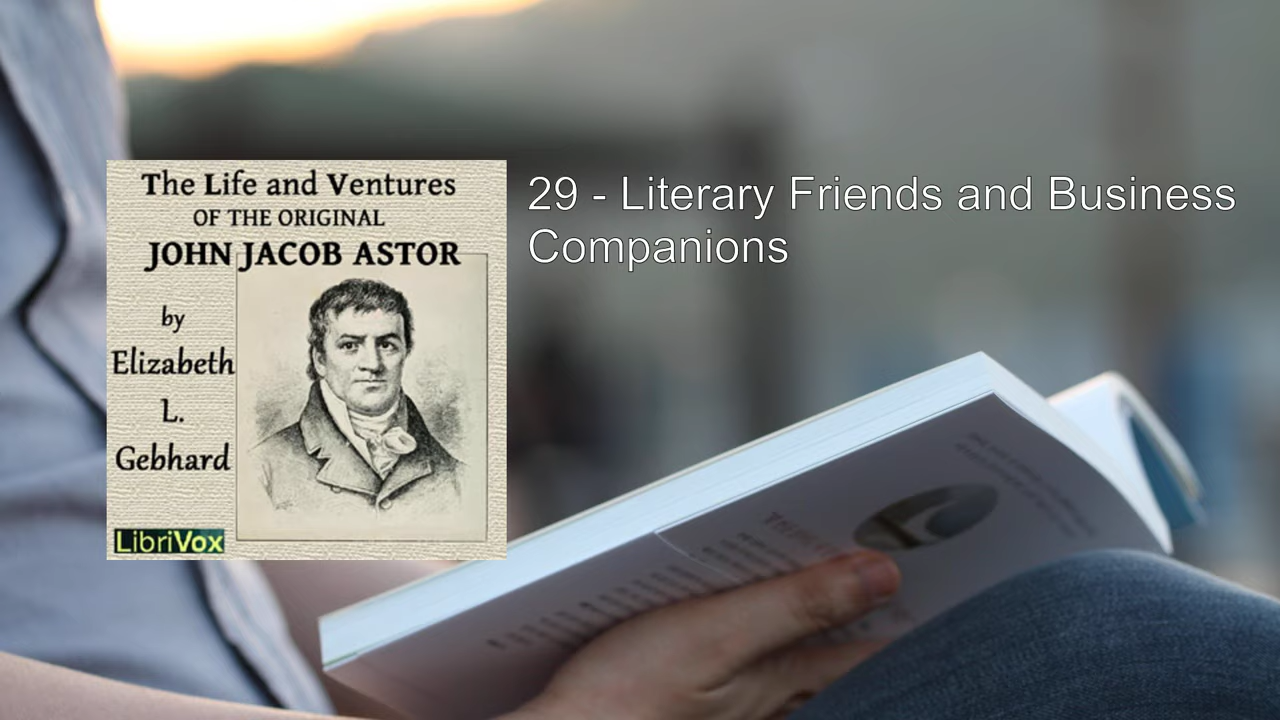 The Life and Ventures
OF THE ORIGINAL
JOHN JACOB ASTOR
by
Elizabeth
L.
Gebhard
LibriVox
29 - Literary Friends and Business
Companions